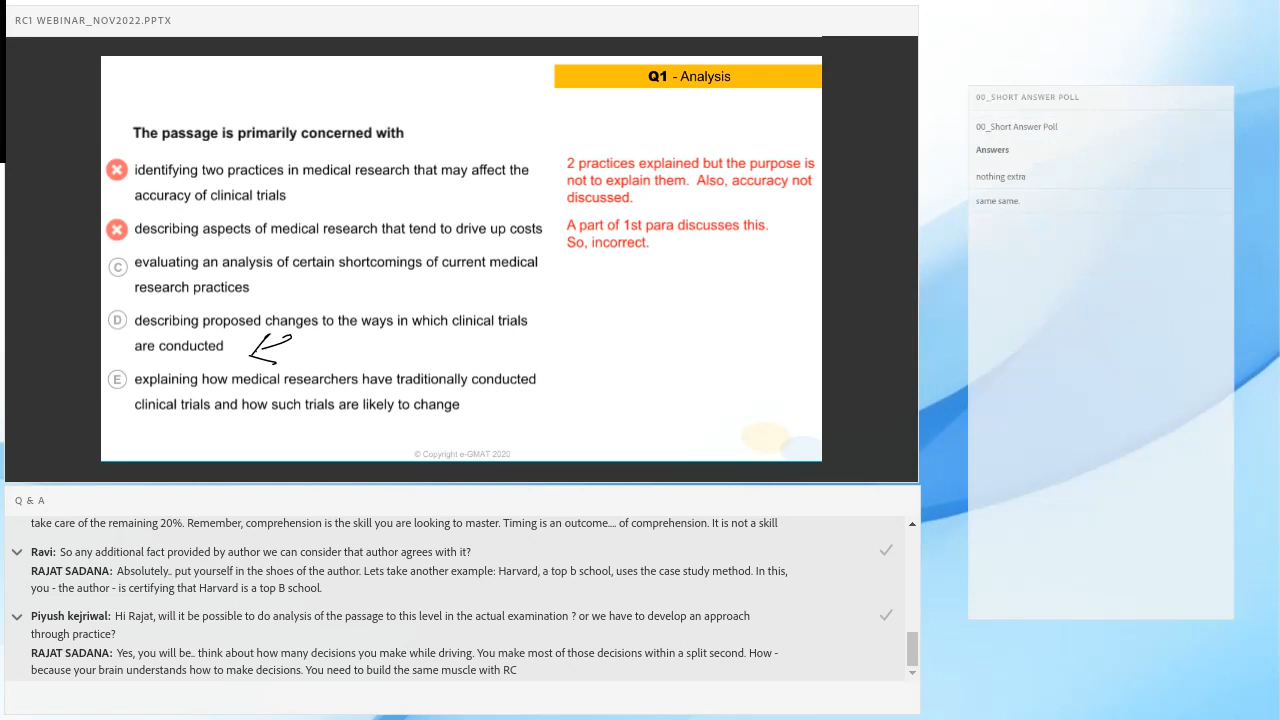 RC1 WEBINAR_NOV2022.PPTX
Q1 - Analysis
The passage is primarily concerned with
identifying two practices in medical research that may affect the
accuracy of clinical trials
2 practices explained but the purpose is
not to explain them. Also, accuracy not
discussed.
describing aspects of medical research that tend to drive up costs
A part of 1st para discusses this.
So, incorrect.
C evaluating an analysis of certain shortcomings of current medical
research practices
D describing proposed changes to the ways in which clinical trials
are conducted
E explaining how medical researchers have traditionally conducted
clinical trials and how such trials are likely to change
© Copyright e-GMAT 2020
00_SHORT ANSWER POLL
00_Short Answer Poll
Answers
nothing extra
same same.
Q & A
take care of the remaining 20%. Remember, comprehension is the skill you are looking to master. Timing is an outcome.... of comprehension. It is not a skill
Ravi: So any additional fact provided by author we can consider that author agrees with it?
RAJAT SADANA: Absolutely.. put yourself in the shoes of the author. Lets take another example: Harvard, a top b school, uses the case study method. In this,
you - the author - is certifying that Harvard is a top B school.
Piyush kejriwal: Hi Rajat, will it be possible to do analysis of the passage to this level in the actual examination ? or we have to develop an approach
through practice?
RAJAT SADANA: Yes, you will be.. think about how many decisions you make while driving. You make most of those decisions within a split second. How -
because your brain understands how to make decisions. You need to build the same muscle with RC